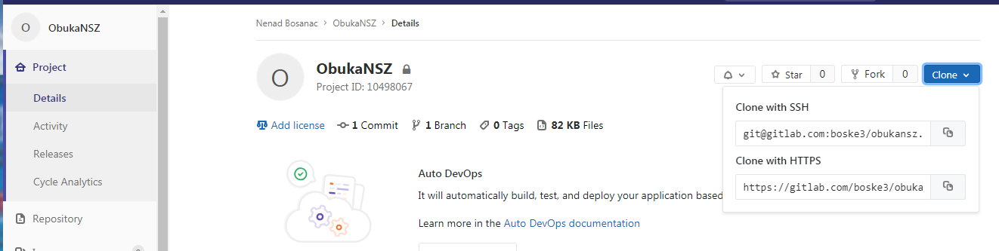 O ObukaNSZ
Project
Details
Activity
Releases
Cycle Analytics
Repository
Nenad Bosanac > ObukaNSZ > Details
O
ObukaNSZ
Project ID: 10498067
Star 0 Fork 0 Clone
Add license 1 Commit 1 Branch 0 Tags 82 KB Files
Clone with SSH
git@gitlab.com:boske3/obukansz.
Clone with HTTPS
https://gitlab.com/boske3/obuka
Auto DevOps
It will automatically build, test, and deploy your application based
Learn more in the Auto DevOps documentation